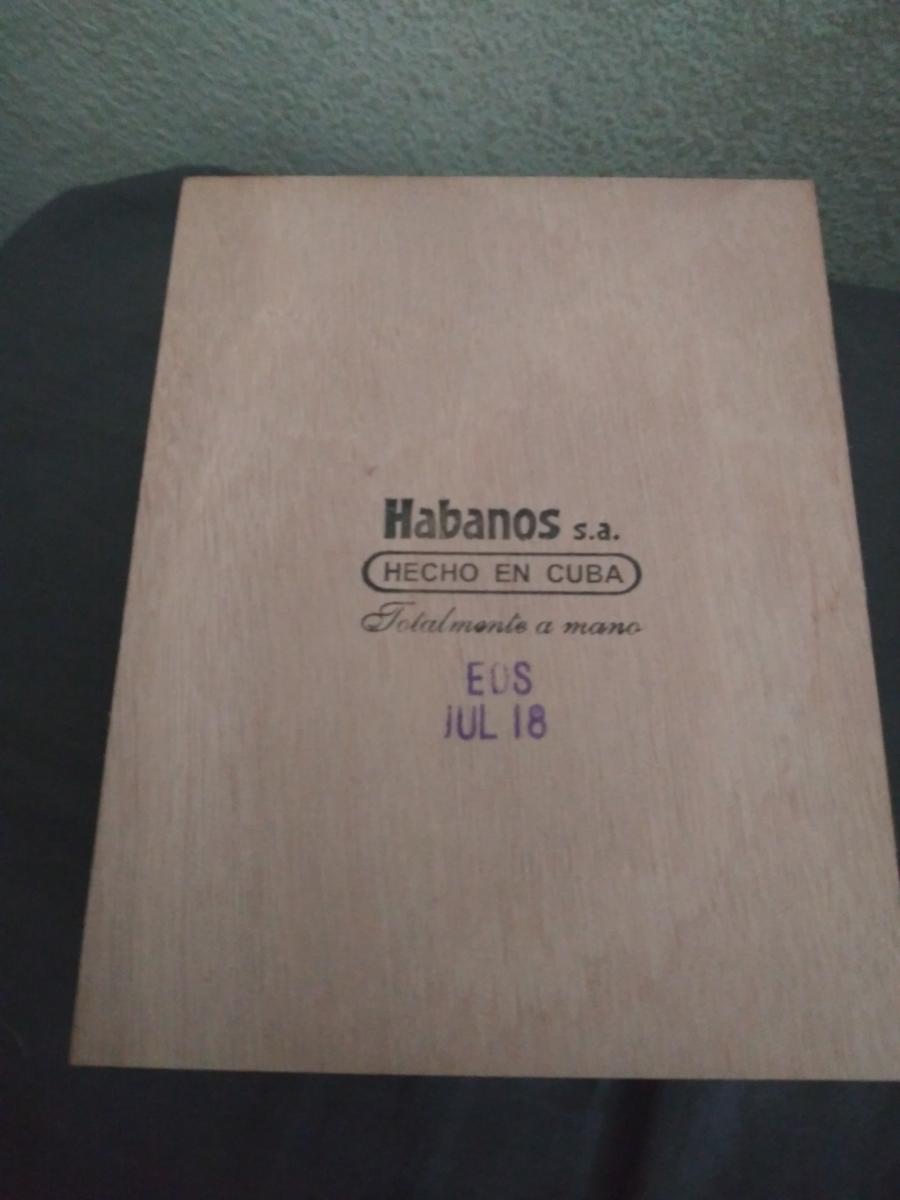 Habanos s.a.
HECHO EN CUBA
Totalmente a mano
EOS
JUL 18